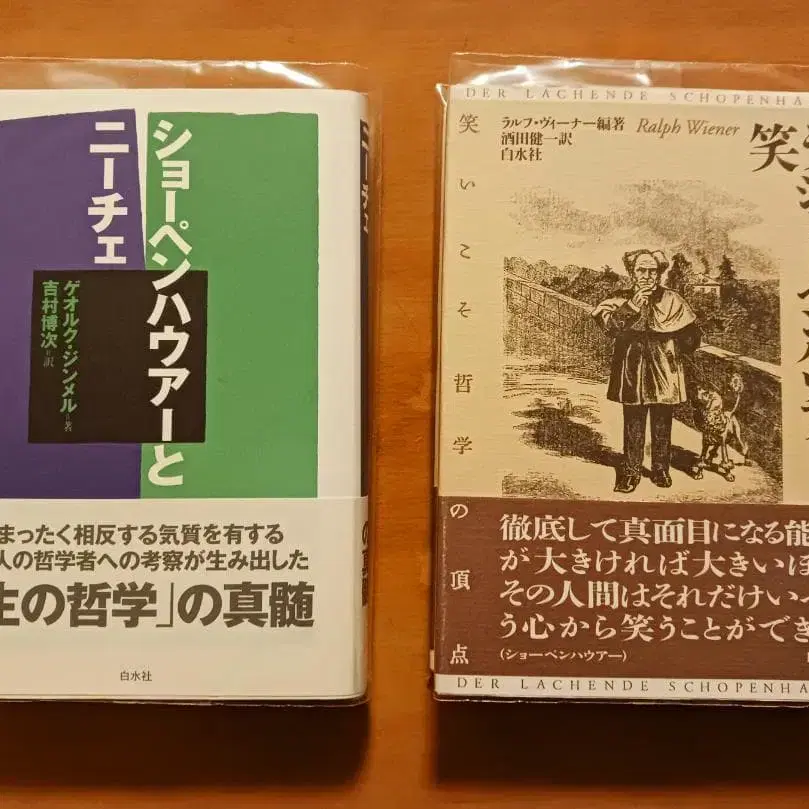 ショーペンハウアーと
ニーチェ
ゲオルク・ジンメル=著
吉村博次=訳
まったく相反する気質を有する
人の哲学者への考察が生み出した
生の哲学」の真髄
白水社
DER LACHENDE SCHOPENHA
ラルフ・ヴィーナー編著 Ralph Wiener
酒田健一訳
白水社
笑
笑いこそ哲学の頂点
徹底して真面目になる能
が大きければ大きいほ
その人間はそれだけいっ
う心から笑うことができ
(ショーペンハウアー)
DER LACHENDE SCHOPENHA